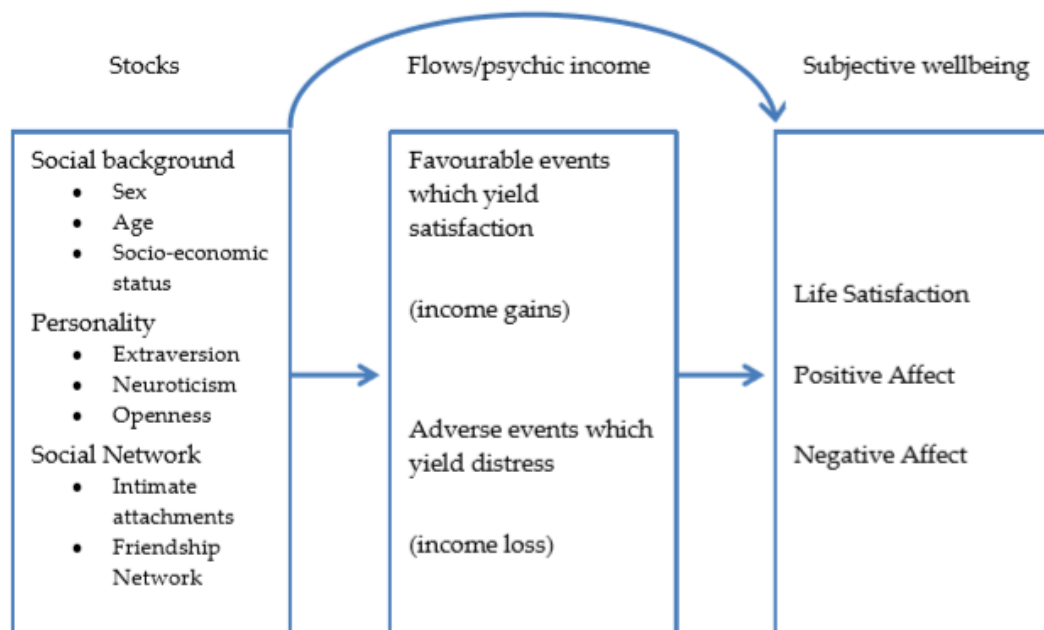 Stocks
Flows/psychic income
Subjective wellbeing
Social background
• Sex
• Age
• Socio-economic
status
Personality
• Extraversion
• Neuroticism
• Openness
Social Network
• Intimate
attachments
• Friendship
Network
Favourable events
which yield
satisfaction
(income gains)
Adverse events which
yield distress
(income loss)
Life Satisfaction
Positive Affect
Negative Affect